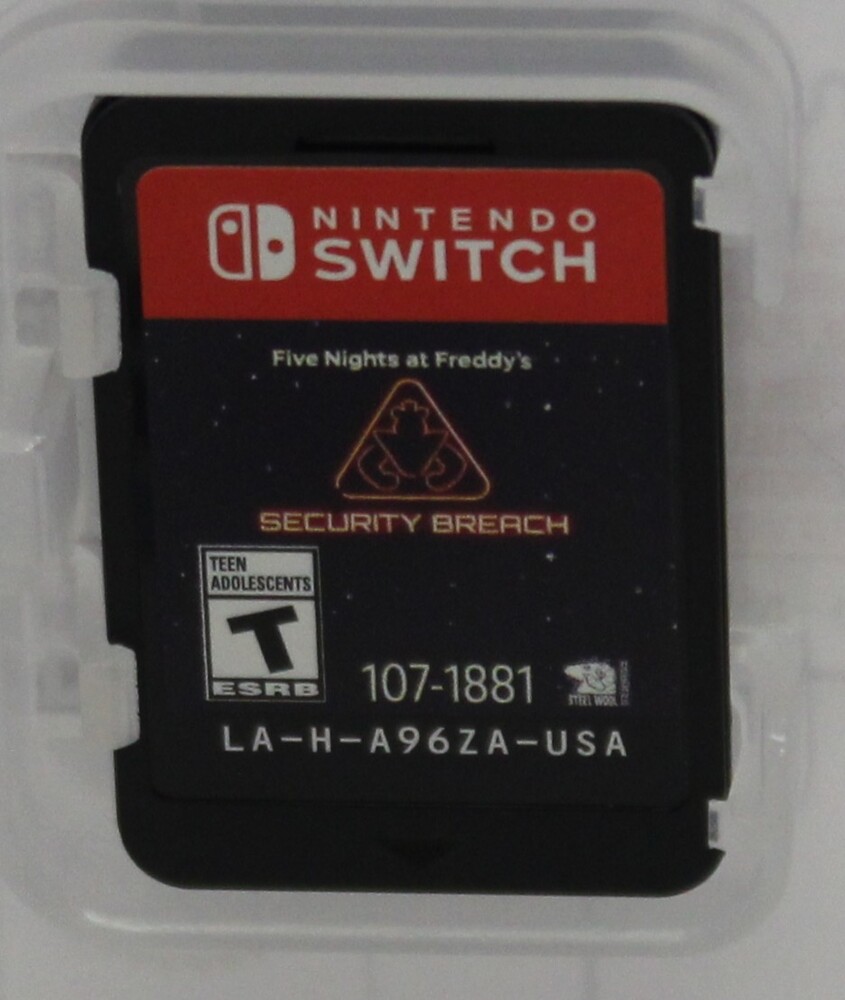 NINTENDO
SWITCH
Five Nights at Freddy's
SECURITY BREACH
TEEN
ADOLESCENTS
T
ESRB
107-1881
STEEL WOOL
LA-H-A96ZA-USA